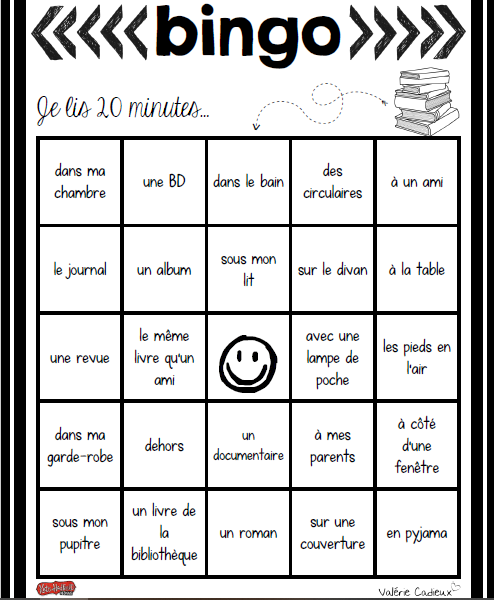 bingo
Je lis 20 minutes...
dans ma
chambre
une BD
dans le bain
des
circulaires
à un ami
le journal
un album
sous mon
lit
sur le divan
à la table
une revue
le même
livre qu'un
ami
avec une
lampe de
poche
les pieds en
l'air
dans ma
garde-robe
dehors
un
documentaire
à mes
parents
à côté
d'une
fenêtre
sous mon
pupitre
un livre de
la
bibliothèque
un roman
sur une
couverture
en pyjama
Valérie Cadieux